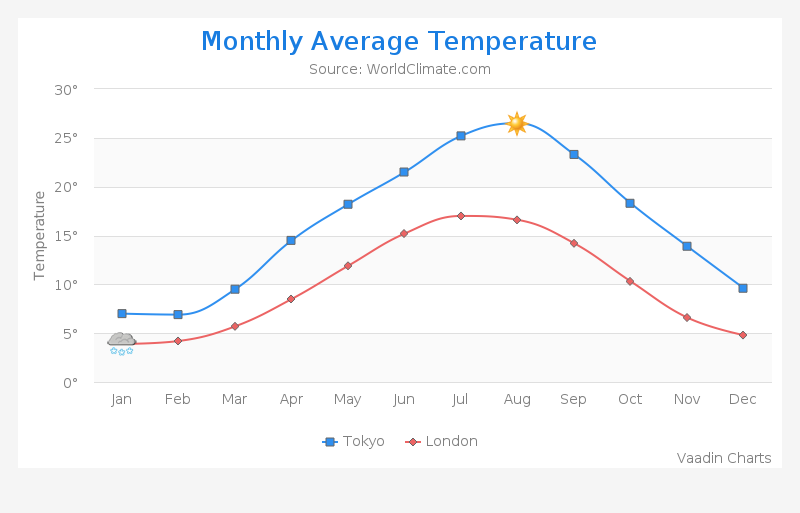 Monthly Average Temperature
Source: WorldClimate.com
Temperature
30°
25°
20°
15°
10°
5°
0°
Jan Feb Mar Apr May Jun Jul Aug Sep Oct Nov Dec
Tokyo London
Vaadin Charts